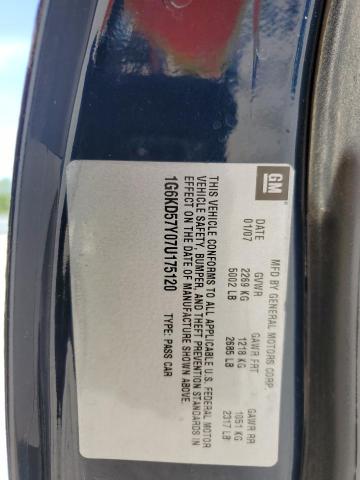 GM
MFD BY GENERAL MOTORS CORP
DATE GVWR GAWR FRT GAWR RR
01/07 2269 KG 1218 KG 1051 KG
5002 LB 2685 LB 2317 LB
THIS VEHICLE CONFORMS TO ALL APPLICABLE U.S. FEDERAL MOTOR
VEHICLE SAFETY, BUMPER, AND THEFT PREVENTION STANDARDS IN
EFFECT ON THE DATE OF MANUFACTURE SHOWN ABOVE.
1G6KD57Y07U175120 TYPE: PASS CAR